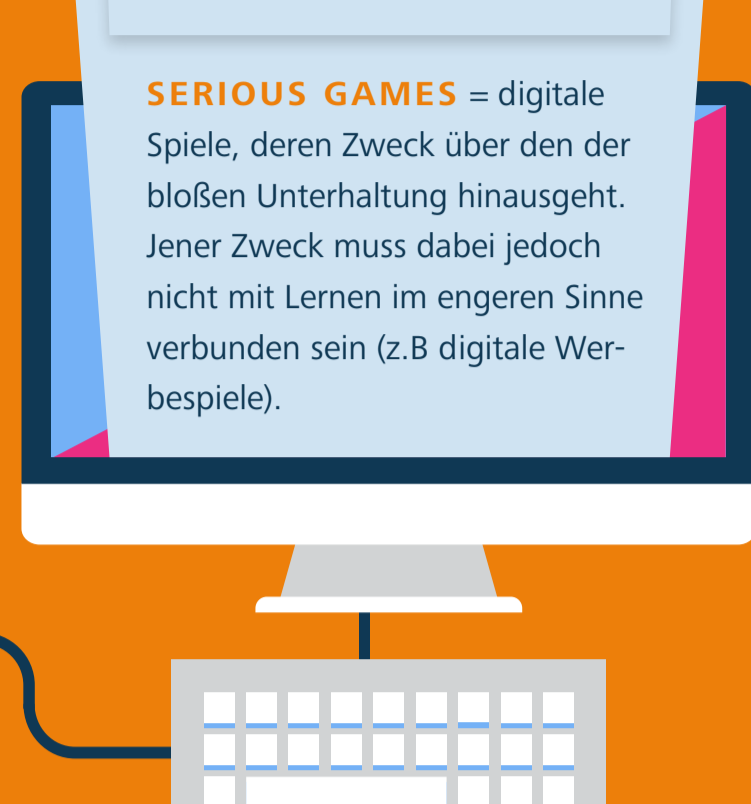 SERIOUS GAMES = digitale
Spiele, deren Zweck über den der
bloßen Unterhaltung hinausgeht.
Jener Zweck muss dabei jedoch
nicht mit Lernen im engeren Sinne
verbunden sein (z.B digitale Wer-
bespiele).